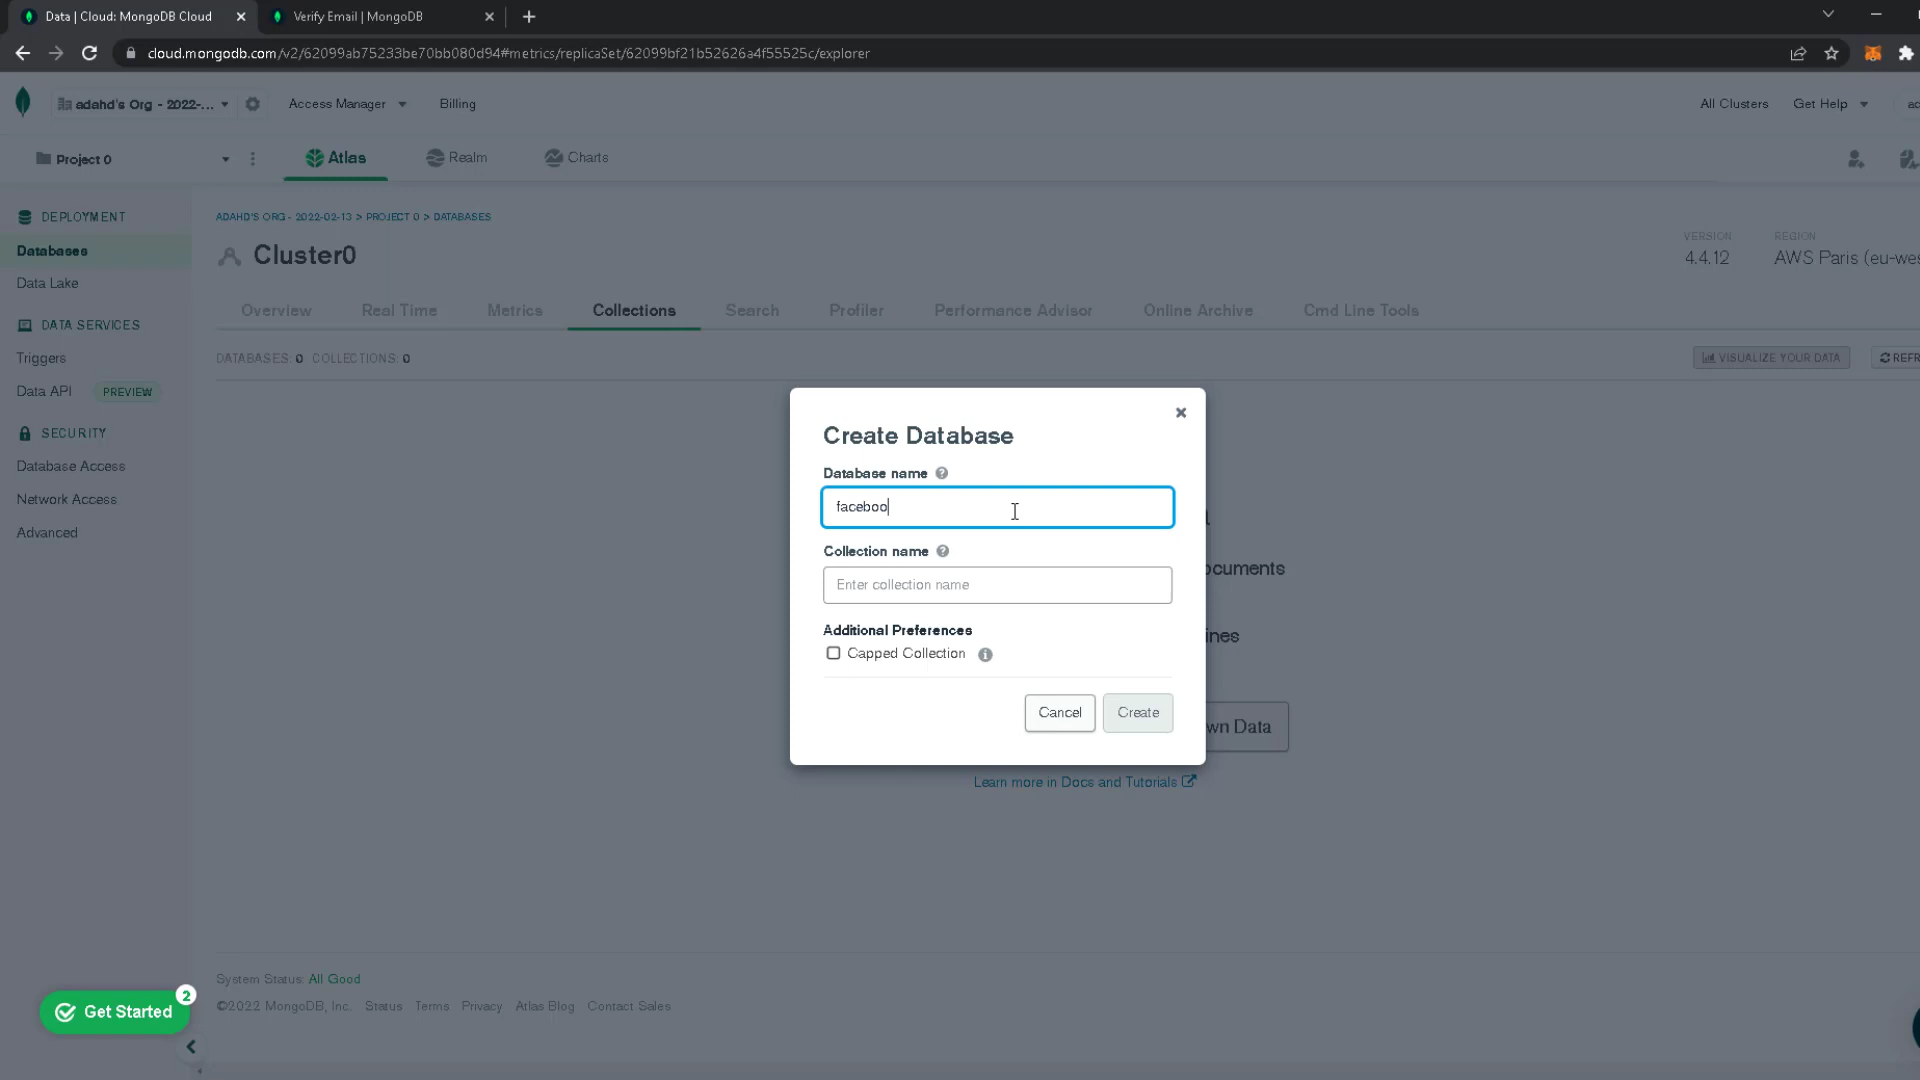 Data | Cloud: MongoDB Cloud
Verify Email | MongoDB
cloud.mongodb.com/v2/62099ab75233be70bb080d94#metrics/replicaSet/62099bf21b52626a4f55525c/explorer
adahd's Org - 2022-...
Access Manager
Billing
All Clusters
Get Help
Project 0
Atlas
Realm
Charts
DEPLOYMENT
Databases
Data Lake
DATA SERVICES
Triggers
Data API PREVIEW
SECURITY
Database Access
Network Access
Advanced
ADAHD'S ORG - 2022-02-13 > PROJECT 0 > DATABASES
Cluster0
VERSION
4.4.12
REGION
AWS Paris (eu-wes
Overview
Real Time
Metrics
Collections
Search
Profiler
Performance Advisor
Online Archive
Cmd Line Tools
DATABASES: 0 COLLECTIONS: 0
VISUALIZE YOUR DATA
REFR
Create Database
Database name
faceboo
Collection name
Enter collection name
Additional Preferences
Capped Collection
Cancel
Create
ocuments
ines
wn Data
Learn more in Docs and Tutorials
System Status: All Good
©2022 MongoDB, Inc. Status Terms Privacy Atlas Blog Contact Sales
Get Started
2